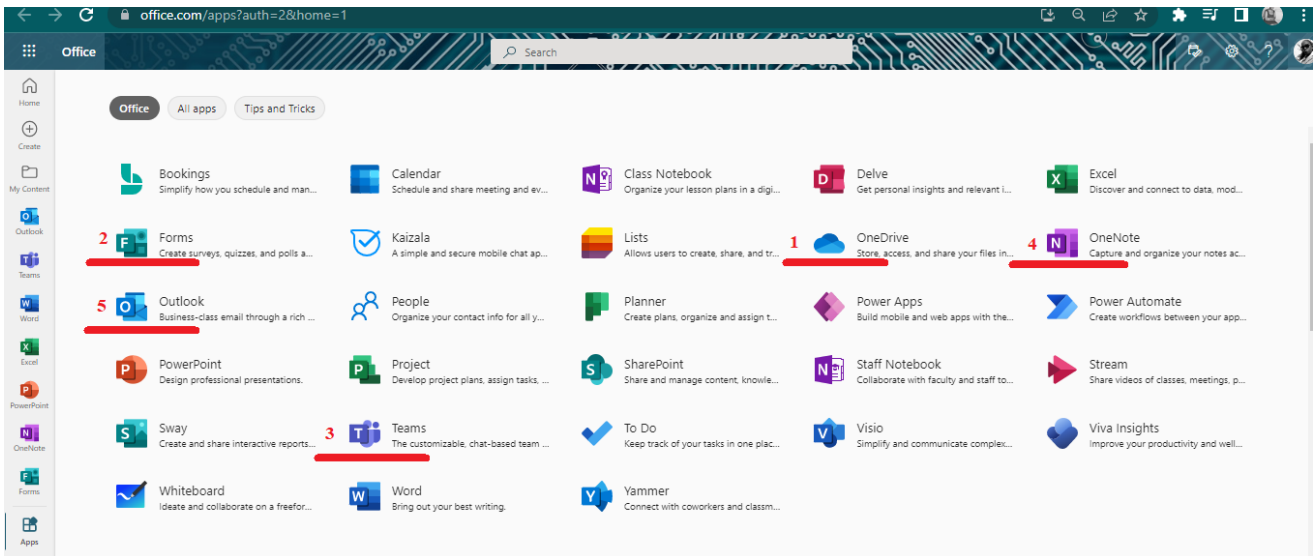 office.com/apps?auth=2&home=1
Office
Search
Home
Create
My Content
Outlook
Teams
Word
Excel
PowerPoint
OneNote
Forms
Apps
Office All apps Tips and Tricks
Bookings
Simplify how you schedule and man...
Calendar
Schedule and share meeting and ev...
Class Notebook
Organize your lesson plans in a digi...
Delve
Get personal insights and relevant i...
Excel
Discover and connect to data, mod...
2
Forms
Create surveys, quizzes, and polls a...
Kaizala
A simple and secure mobile chat ap...
Lists
Allows users to create, share, and tr...
1
OneDrive
Store, access, and share your files in...
4
OneNote
Capture and organize your notes ac...
5
Outlook
Business-class email through a rich ...
People
Organize your contact info for all y...
Planner
Create plans, organize and assign t...
Power Apps
Build mobile and web apps with the...
Power Automate
Create workflows between your app...
PowerPoint
Design professional presentations.
Project
Develop project plans, assign tasks, ...
SharePoint
Share and manage content, knowle...
Staff Notebook
Collaborate with faculty and staff to...
Stream
Share videos of classes, meetings, p...
Sway
Create and share interactive reports...
3
Teams
The customizable, chat-based team ...
To Do
Keep track of your tasks in one plac...
Visio
Simplify and communicate complex...
Viva Insights
Improve your productivity and well...
Whiteboard
Ideate and collaborate on a freefor...
Word
Bring out your best writing.
Yammer
Connect with coworkers and classm...